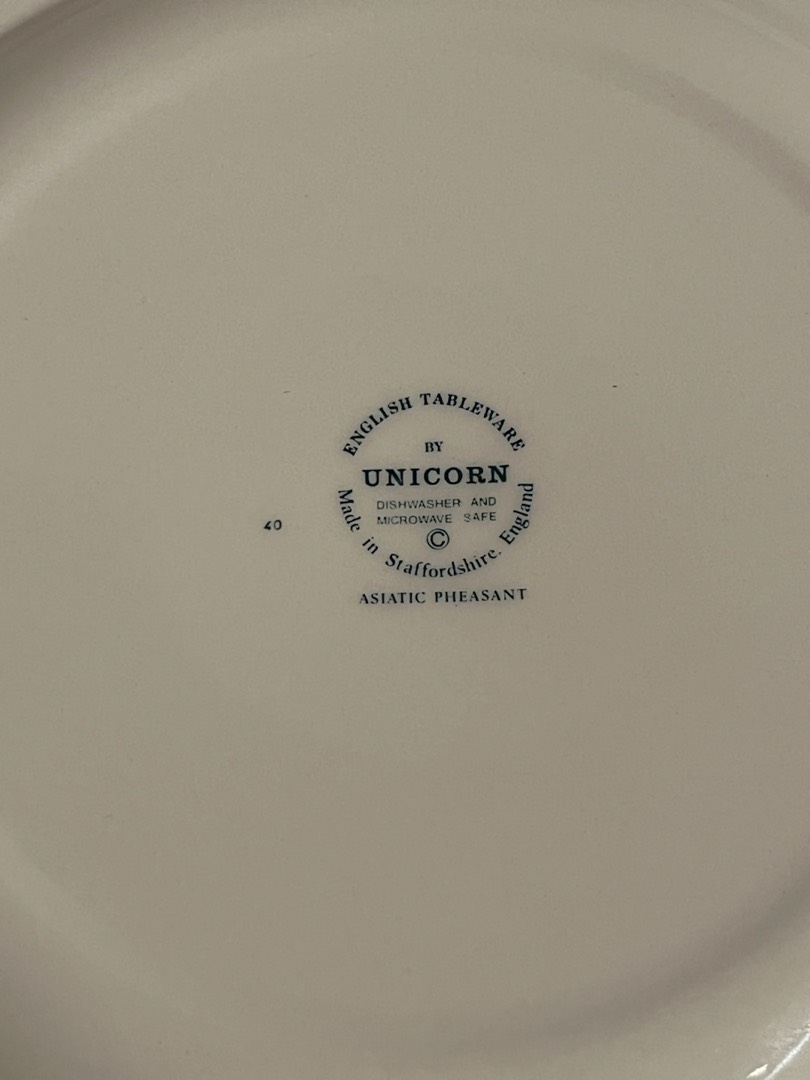 ENGLISH TABLEWARE
BY
UNICORN
DISHWASHER AND
MICROWAVE SAFE
©
Made in Staffordshire. England
ASIATIC PHEASANT
40